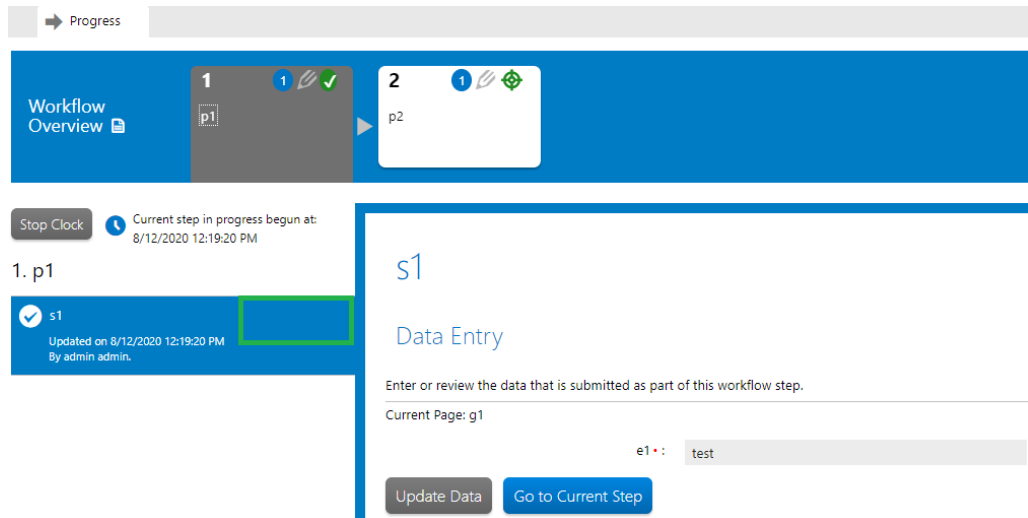 Progress
Workflow
Overview
1 1
p1
2 1
p2
Stop Clock
Current step in progress begun at:
8/12/2020 12:19:20 PM
1. p1
s1
Updated on 8/12/2020 12:19:20 PM
By admin admin.
s1
Data Entry
Enter or review the data that is submitted as part of this workflow step.
Current Page: g1
e1 • : test
Update Data Go to Current Step